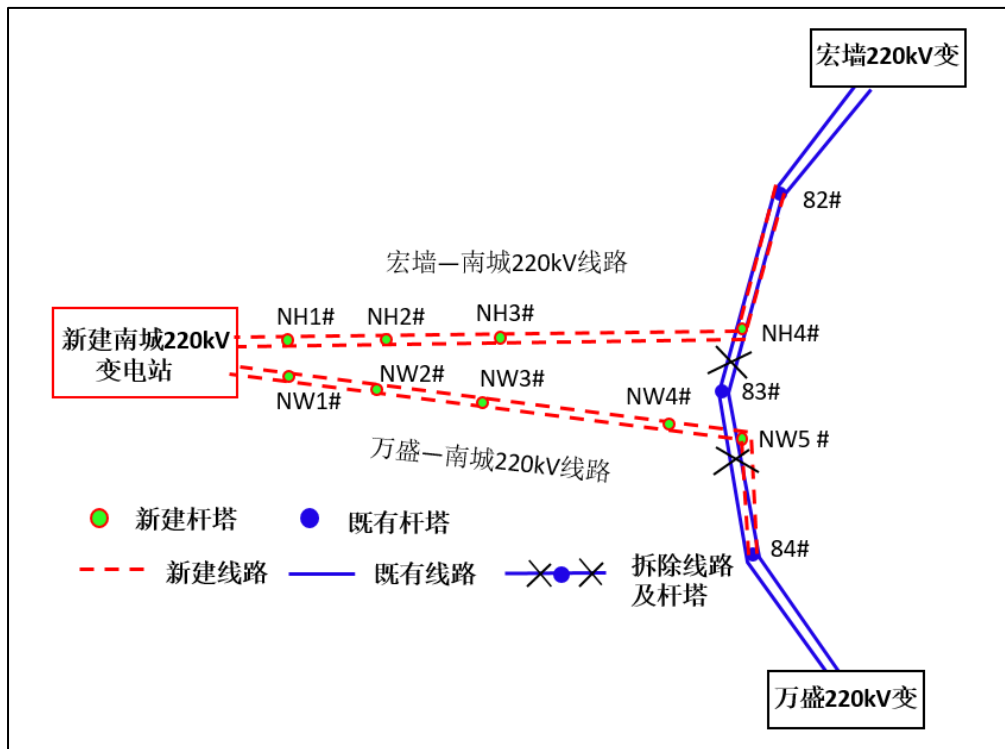 宏墙220kV变
82#
宏墙—南城220kV线路
NH1#
NH2#
NH3#
NH4#
新建南城220kV
变电站
NW1#
NW2#
NW3#
NW4#
83#
NW5 #
万盛—南城220kV线路
84#
新建杆塔
既有杆塔
新建线路
既有线路
拆除线路
及杆塔
万盛220kV变